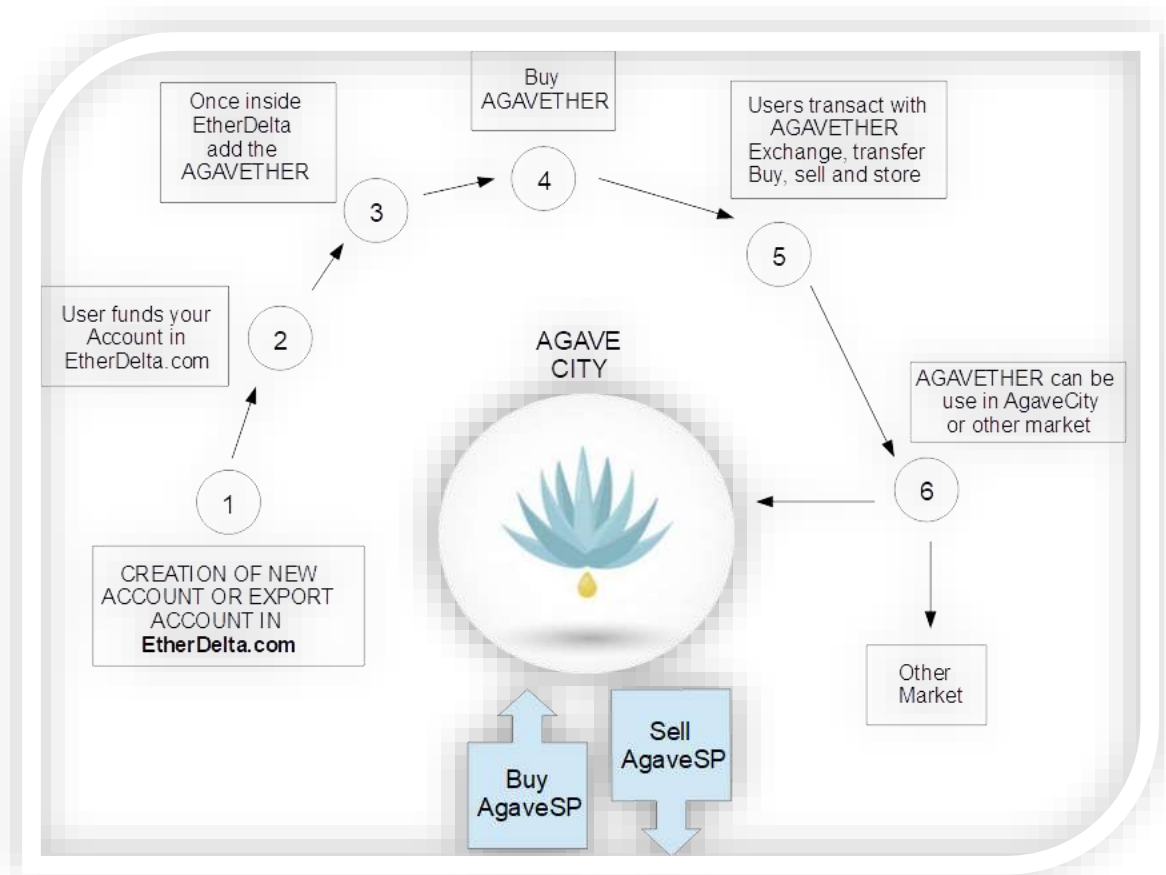 CREATION OF NEW
ACCOUNT OR EXPORT
ACCOUNT IN
EtherDelta.com
1
User funds your
Account in
EtherDelta.com
2
Once inside
EtherDelta
add the
AGAVETHER
3
Buy
AGAVETHER
4
Users transact with
AGAVETHER
Exchange, transfer
Buy, sell and store
5
AGAVETHER can be
use in AgaveCity
or other market
6
Other
Market
AGAVE
CITY
Buy
AgaveSP
Sell
AgaveSP